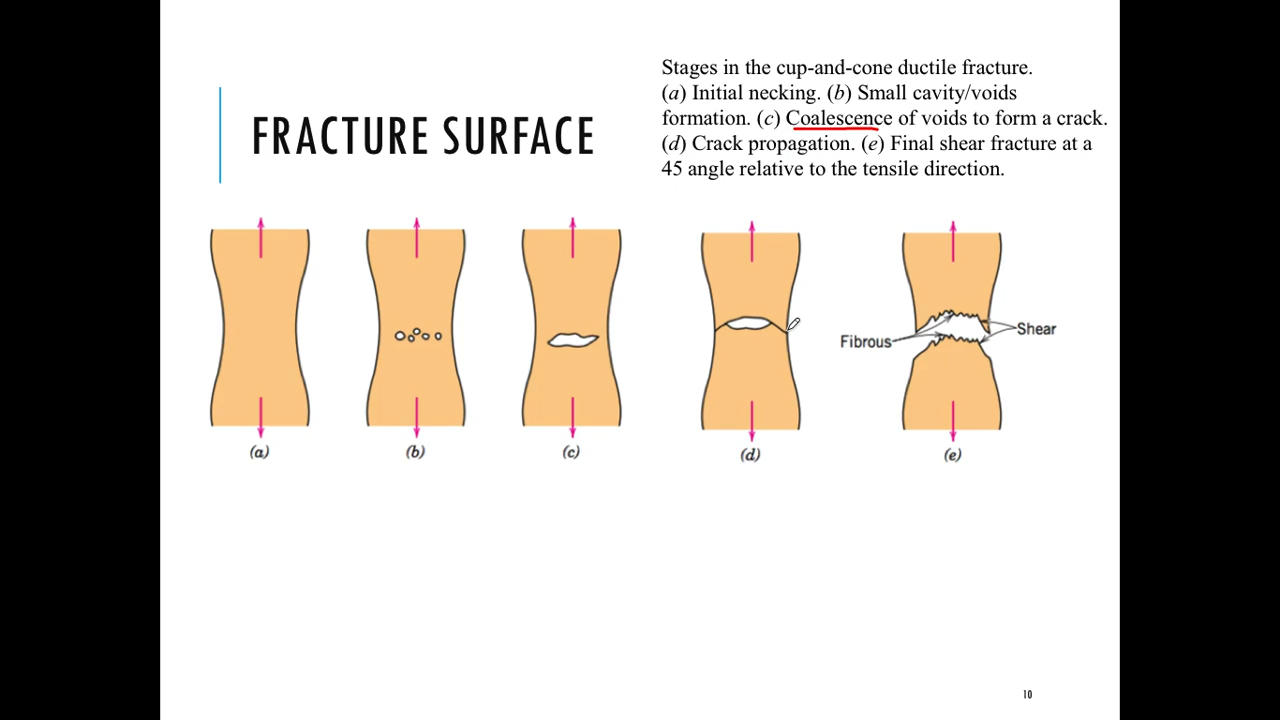 Stages in the cup-and-cone ductile fracture.
(a) Initial necking. (b) Small cavity/voids
formation. (c) Coalescence of voids to form a crack.
(d) Crack propagation. (e) Final shear fracture at a
45 angle relative to the tensile direction.
FRACTURE SURFACE
Fibrous
Shear
(a)
(b)
(c)
(d)
(e)
10